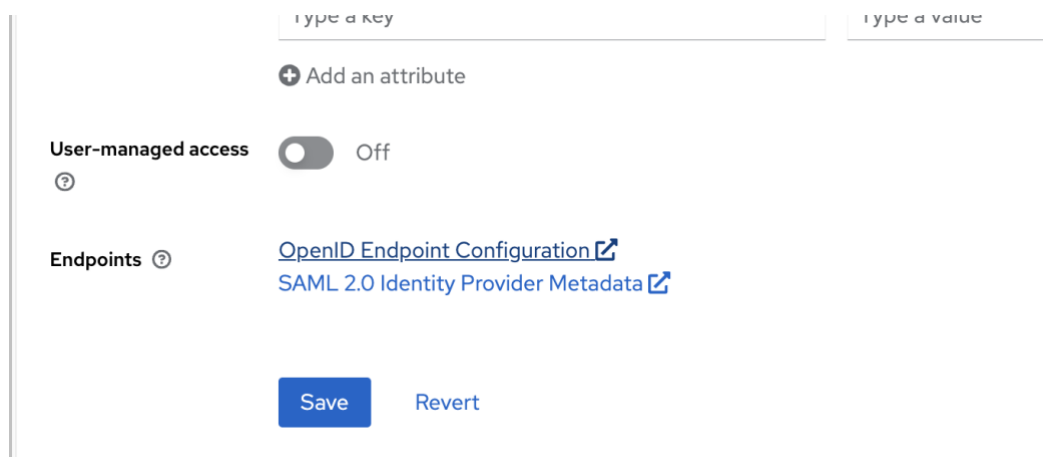 Type a key
Type a value
Add an attribute
User-managed access
Off
Endpoints
OpenID Endpoint Configuration
SAML 2.0 Identity Provider Metadata
Save
Revert